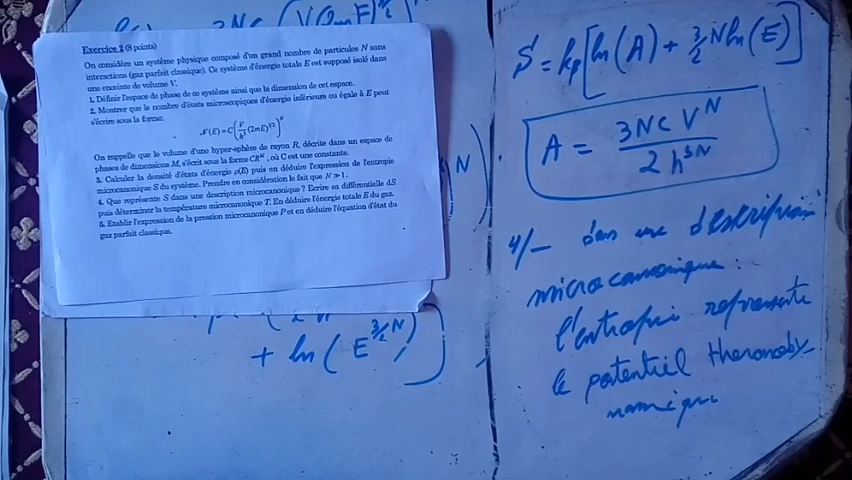 Exercice 2 (8 points)
On considère un système physique composé d'un grand nombre de particules N sans
interactions (gaz parfait classique). Ce système d'énergie totale E est supposé isolé dans
une enceinte de volume V.
1. Définir l'espace de phase de ce système ainsi que la dimension de cet espace.
2. Montrer que le nombre d'états microscopiques d'énergie inférieure ou égale à E peut
s'écrire sous la forme:
𝒩(E) = C(V/h³ (2mE)^{3/2})^N
On rappelle que le volume d'une hyper-sphère de rayon R, décrite dans un espace de
phases de dimensions M, s'écrit sous la forme CR^M, où C est une constante.
3. Calculer la densité d'états d'énergie ρ(E) puis en déduire l'expression de l'entropie
microcanonique S du système. Prendre en considération le fait que N ≫ 1.
4. Que représente S dans une description microcanonique ? Ecrire sa différentielle dS
puis déterminer la température microcanonique T. En déduire l'énergie totale E du gaz.
5. Etablir l'expression de la pression microcanonique P et en déduire l'équation d'état du
gaz parfait classique.
+ ln(E^{3/2 N})]
S = k_β[ln(A) + 3/2 N ln(E)]
A = 3NC V^N / 2 h^{3N}
4/- dans une description
microcanonique :
l'entropie represente
le potentiel thermody-
namique